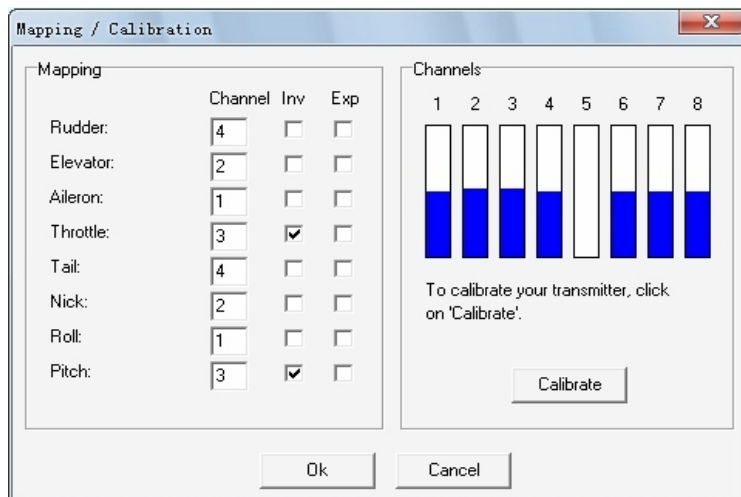 Mapping / Calibration
Mapping
Channel Inv Exp
Rudder: 4
Elevator: 2
Aileron: 1
Throttle: 3
Tail: 4
Nick: 2
Roll: 1
Pitch: 3
Channels
1 2 3 4 5 6 7 8
To calibrate your transmitter, click
on 'Calibrate'.
Calibrate
Ok Cancel